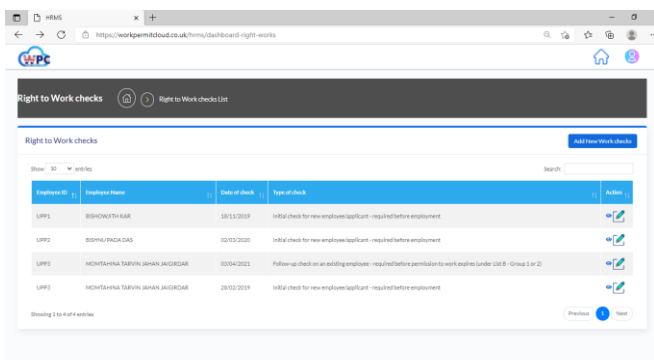 HRMS
https://workpermitcloud.co.uk/hrms/dashboard-right-works
WPC
Right to Work checks Right to Work checks List
Right to Work checks Add New Work checks
Show 10 entries Search:
Employee ID Employee Name Date of check Type of check Action
UPP1 BISHOWJITH KAR 18/11/2019 Initial check for new employee/applicant - required before employment
UPP2 BISHNU PADA DAS 02/03/2020 Initial check for new employee/applicant - required before employment
UPP3 MOMTAHINA TARVIN JAHAN JAIGIRDAR 03/04/2021 Follow-up check on an existing employee - required before permission to work expires (under List B - Group 1 or 2)
UPP3 MOMTAHINA TARVIN JAHAN JAIGIRDAR 28/02/2019 Initial check for new employee/applicant - required before employment
Showing 1 to 4 of 4 entries Previous 1 Next